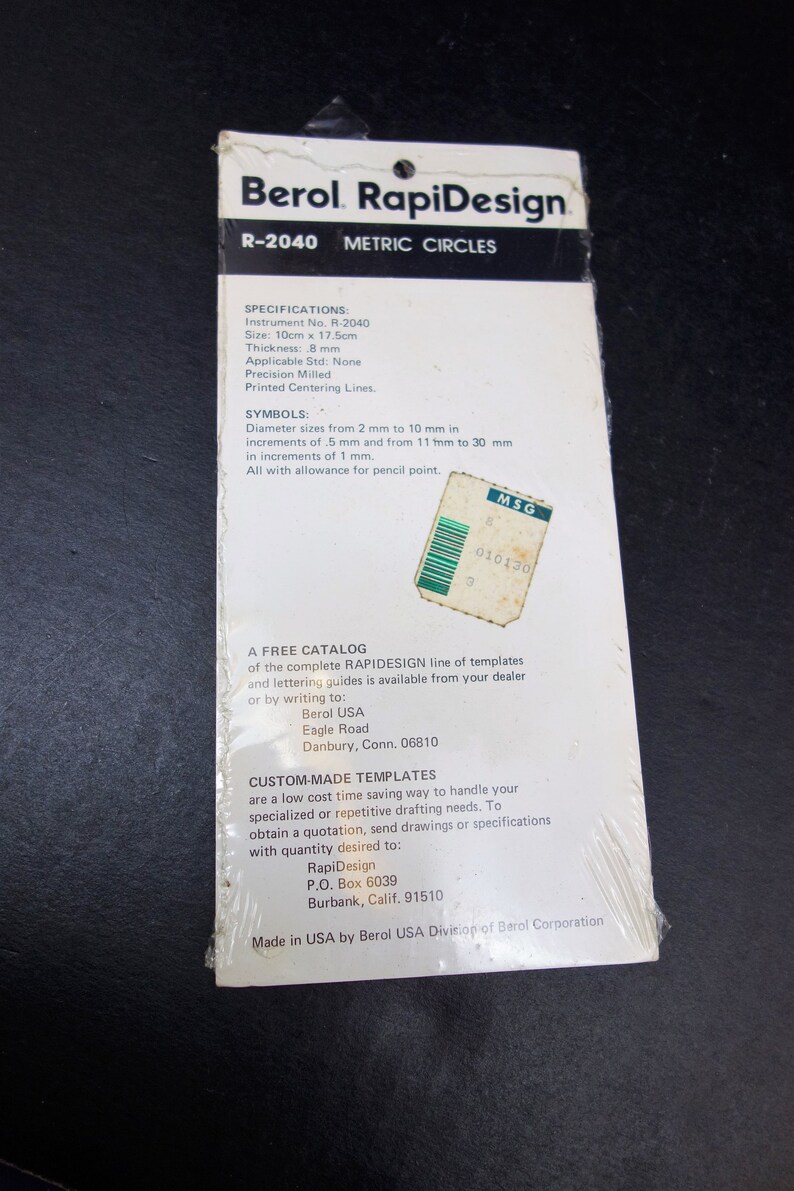 Berol® RapiDesign®
R-2040 METRIC CIRCLES
SPECIFICATIONS:
Instrument No. R-2040
Size: 10cm x 17.5cm
Thickness: .8 mm
Applicable Std: None
Precision Milled
Printed Centering Lines.
SYMBOLS:
Diameter sizes from 2 mm to 10 mm in
increments of .5 mm and from 11 mm to 30 mm
in increments of 1 mm.
All with allowance for pencil point.
MSG
8
010130
3
A FREE CATALOG
of the complete RAPIDESIGN line of templates
and lettering guides is available from your dealer
or by writing to:
Berol USA
Eagle Road
Danbury, Conn. 06810
CUSTOM-MADE TEMPLATES
are a low cost time saving way to handle your
specialized or repetitive drafting needs. To
obtain a quotation, send drawings or specifications
with quantity desired to:
RapiDesign
P.O. Box 6039
Burbank, Calif. 91510
Made in USA by Berol USA Division of Berol Corporation